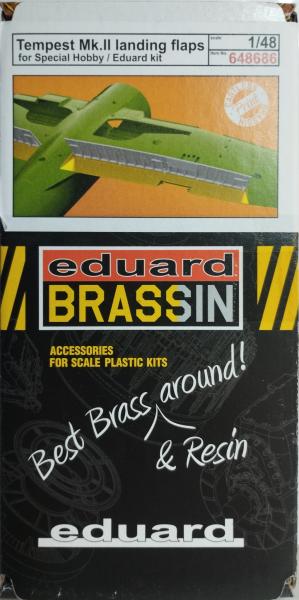 Tempest Mk.II landing flaps
for Special Hobby / Eduard kit
scale
1/48
Item No.
648686
eduard
BRASSIN
ACCESSORIES
FOR SCALE PLASTIC KITS
Best Brass around!
& Resin
eduard